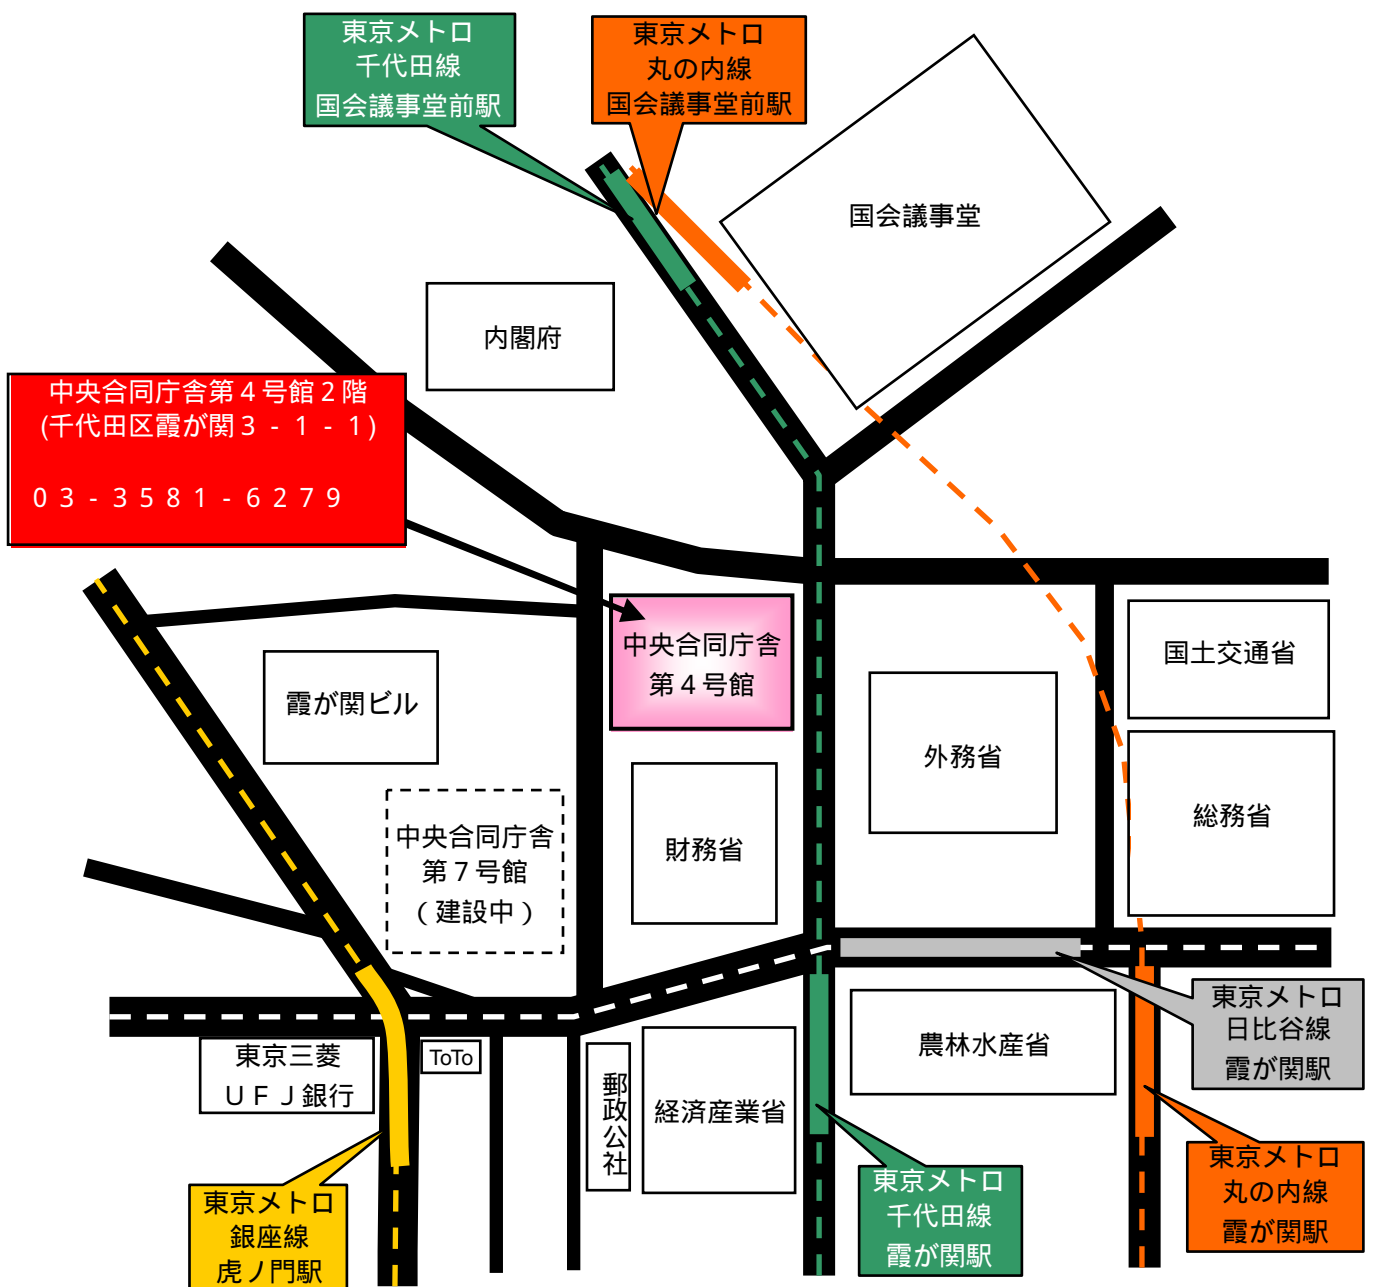 東京メトロ
千代田線
国会議事堂前駅
東京メトロ
丸の内線
国会議事堂前駅
国会議事堂
内閣府
中央合同庁舎第４号館２階
(千代田区霞が関３-１-１)
０３-３５８１-６２７９
中央合同庁舎
第４号館
国土交通省
霞が関ビル
外務省
総務省
中央合同庁舎
第７号館
（建設中）
財務省
東京メトロ
日比谷線
霞が関駅
農林水産省
東京三菱
ＵＦＪ銀行
ToTo
郵政公社
経済産業省
東京メトロ
丸の内線
霞が関駅
東京メトロ
千代田線
霞が関駅
東京メトロ
銀座線
虎ノ門駅